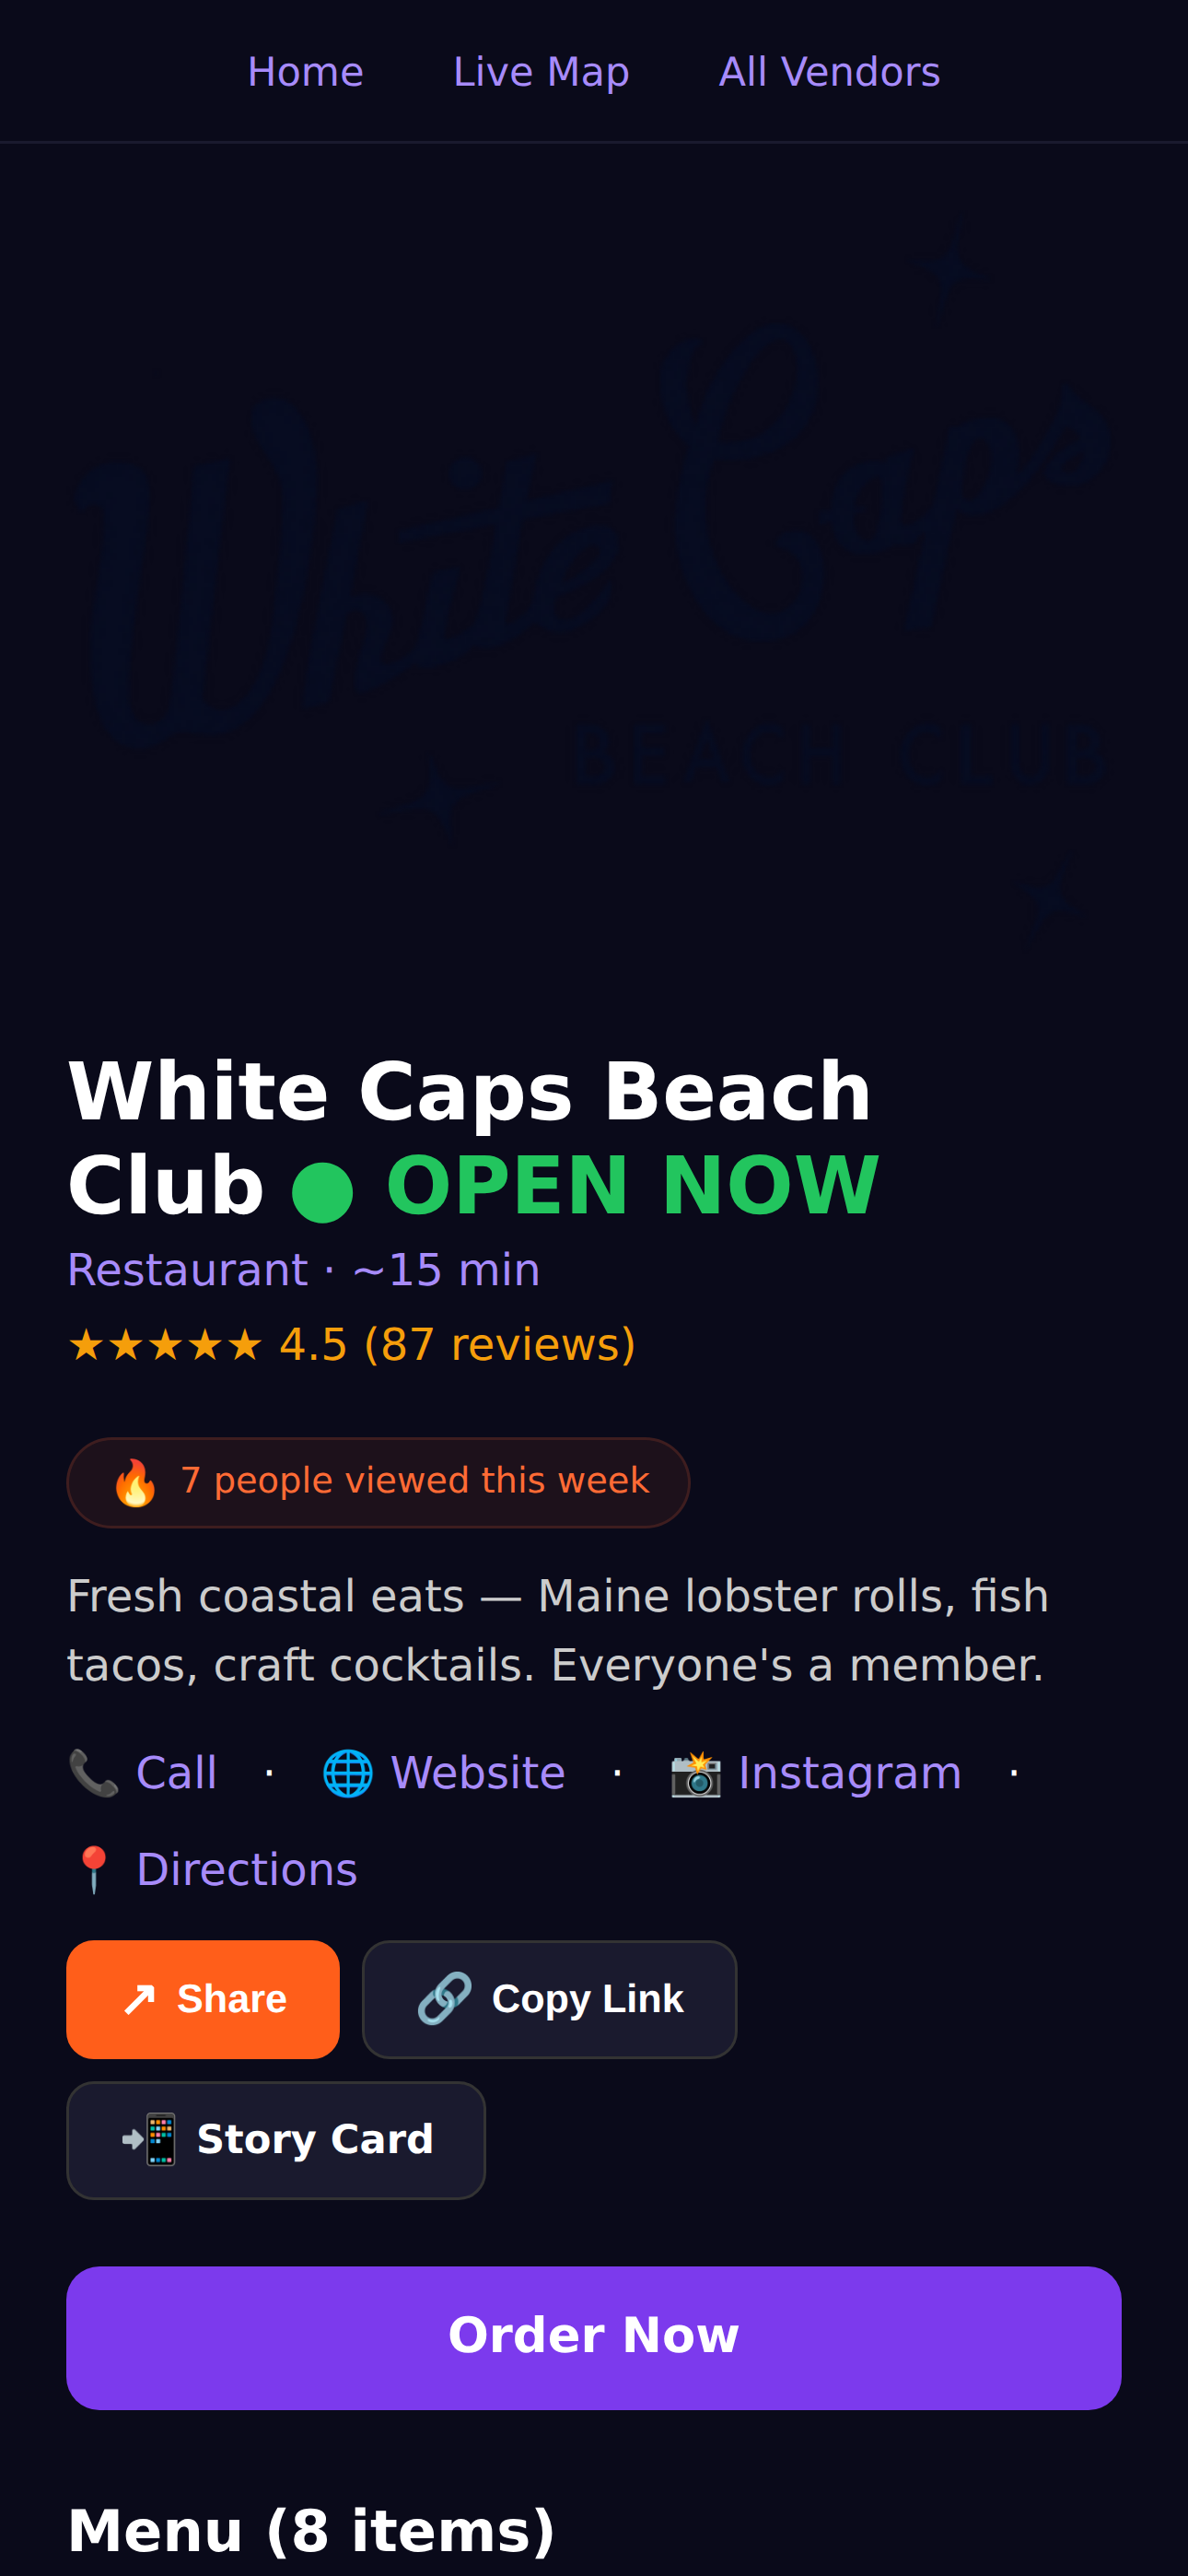 Home Live Map All Vendors
White Caps
BEACH CLUB
White Caps Beach
Club ● OPEN NOW
Restaurant · ~15 min
★★★★★ 4.5 (87 reviews)
🔥 7 people viewed this week
Fresh coastal eats — Maine lobster rolls, fish
tacos, craft cocktails. Everyone's a member.
📞 Call · 🌐 Website · 📸 Instagram ·
📍 Directions
↗ Share 🔗 Copy Link
📲 Story Card
Order Now
Menu (8 items)